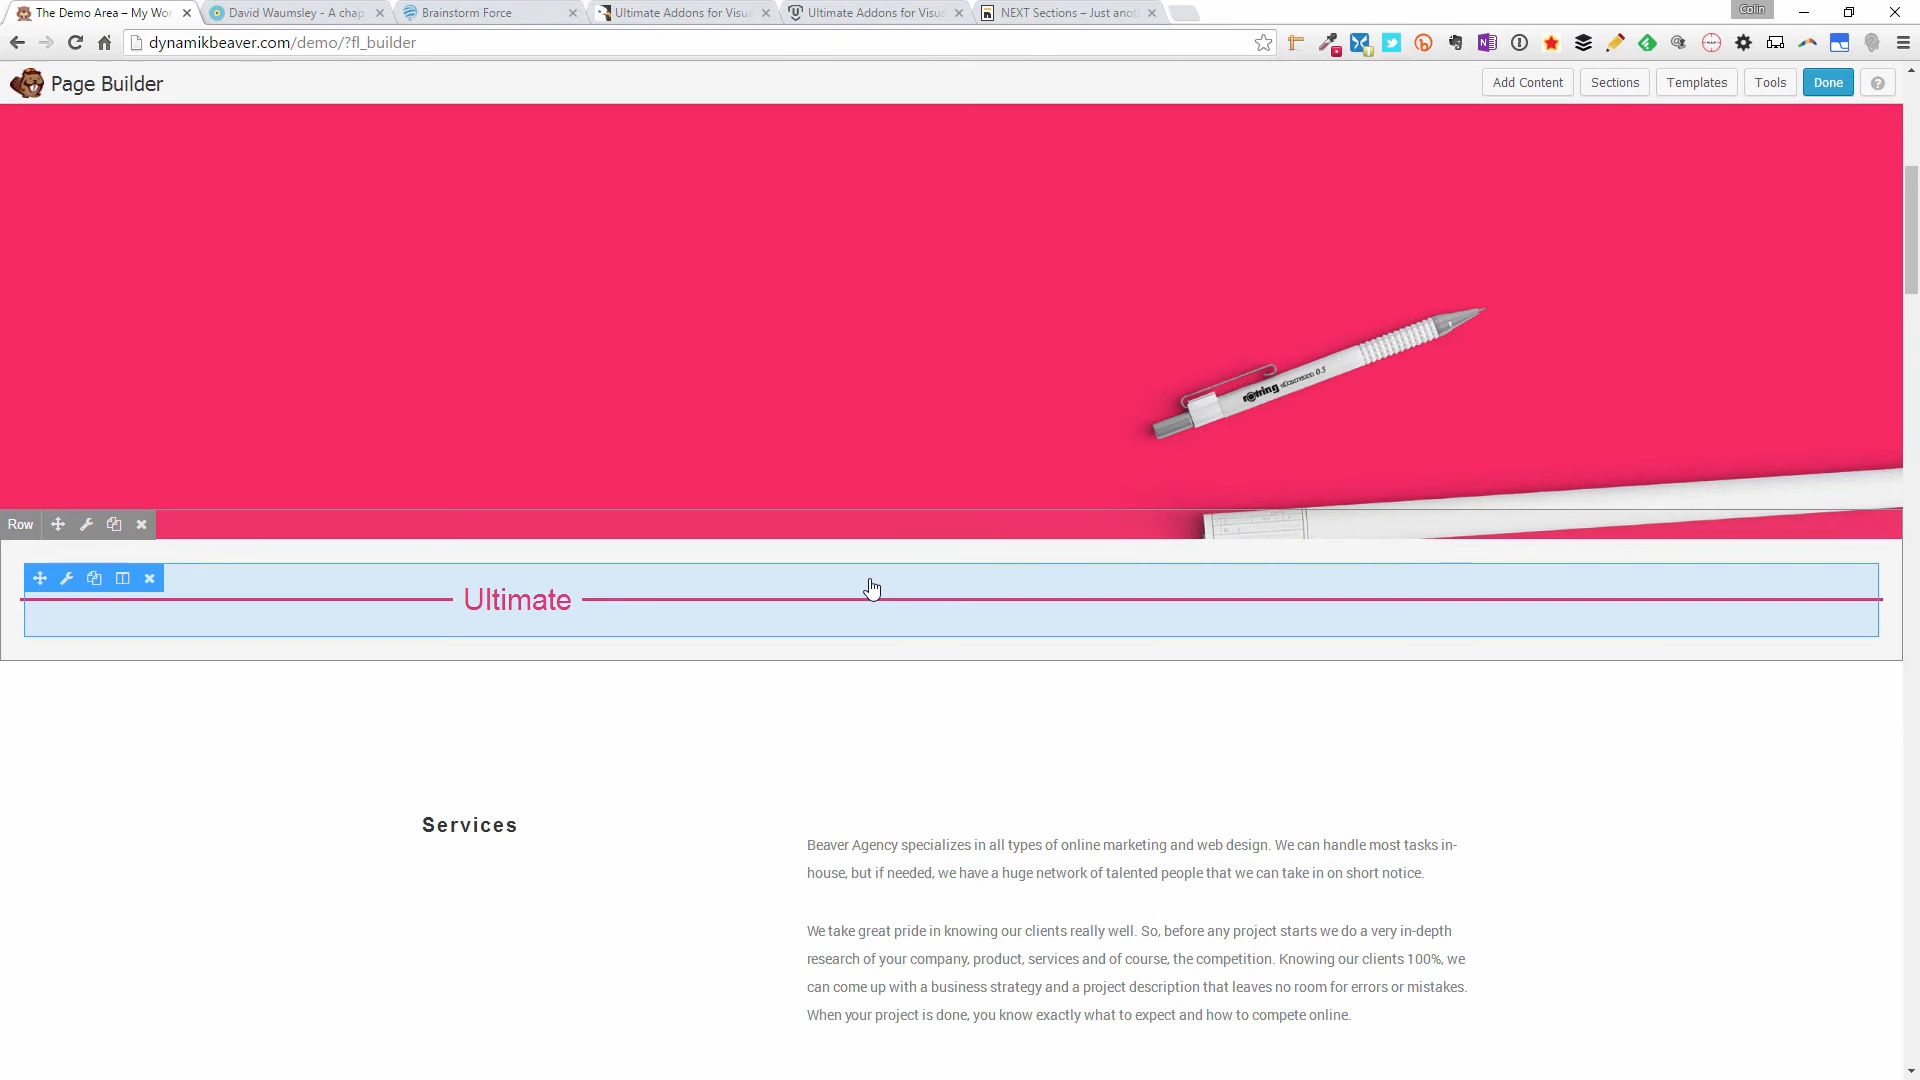 The Demo Area – My Wo
David Waumsley - A chap
Brainstorm Force
Ultimate Addons for Visua
Ultimate Addons for Visua
NEXT Sections – Just anot
Colin
dynamikbeaver.com/demo/?fl_builder
Page Builder
Add Content
Sections
Templates
Tools
Done
rotring
0.5
Row
Ultimate
Services
Beaver Agency specializes in all types of online marketing and web design. We can handle most tasks in-
house, but if needed, we have a huge network of talented people that we can take in on short notice.
We take great pride in knowing our clients really well. So, before any project starts we do a very in-depth
research of your company, product, services and of course, the competition. Knowing our clients 100%, we
can come up with a business strategy and a project description that leaves no room for errors or mistakes.
When your project is done, you know exactly what to expect and how to compete online.